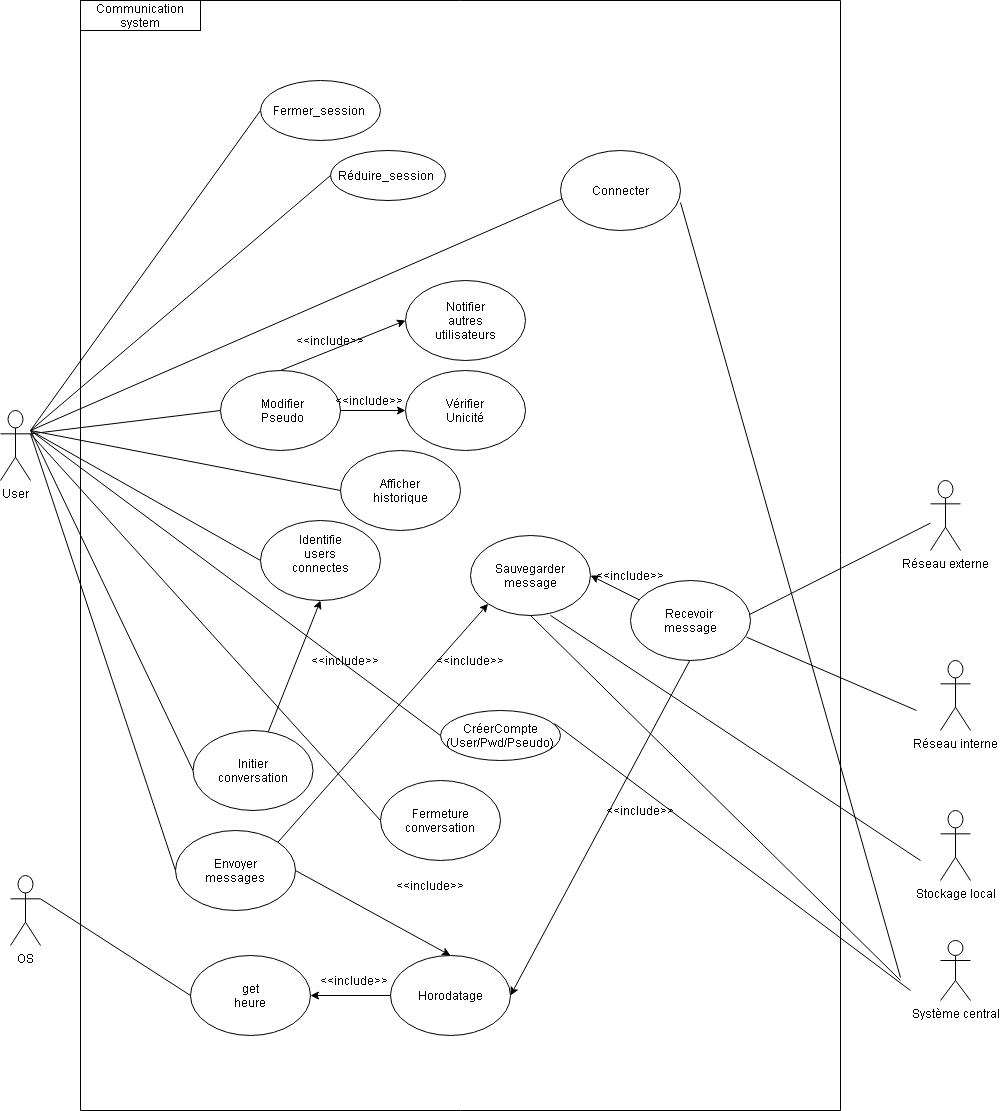 Communication
system
Fermer_session
Réduire_session
Connecter
Notifier
autres
utilisateurs
<<include>>
Modifier
Pseudo
<<include>>
Vérifier
Unicité
User
Afficher
historique
Identifie
users
connectes
Sauvegarder
message
<<include>>
Recevoir
message
Réseau externe
<<include>>
<<include>>
CréerCompte
(User/Pwd/Pseudo)
Réseau interne
Initier
conversation
Fermeture
conversation
<<include>>
Envoyer
messages
<<include>>
Stockage local
OS
get
heure
<<include>>
Horodatage
Système central